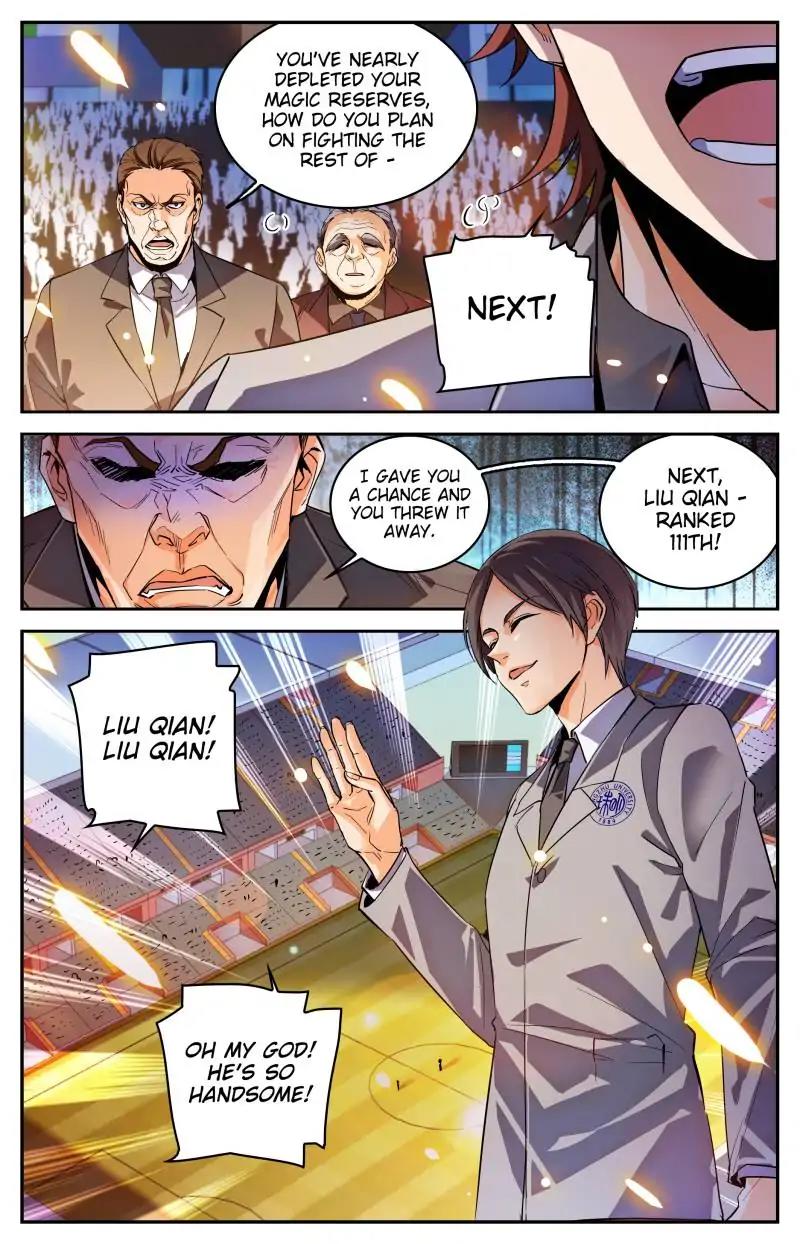 YOU'VE NEARLY
DEPLETED YOUR
MAGIC RESERVES,
HOW DO YOU PLAN
ON FIGHTING THE
REST OF -
NEXT!
I GAVE YOU
A CHANCE AND
YOU THREW IT
AWAY.
NEXT,
LIU QIAN -
RANKED
111TH!
LIU QIAN!
LIU QIAN!
UNIVERSITY
OH MY GOD!
HE'S SO
HANDSOME!